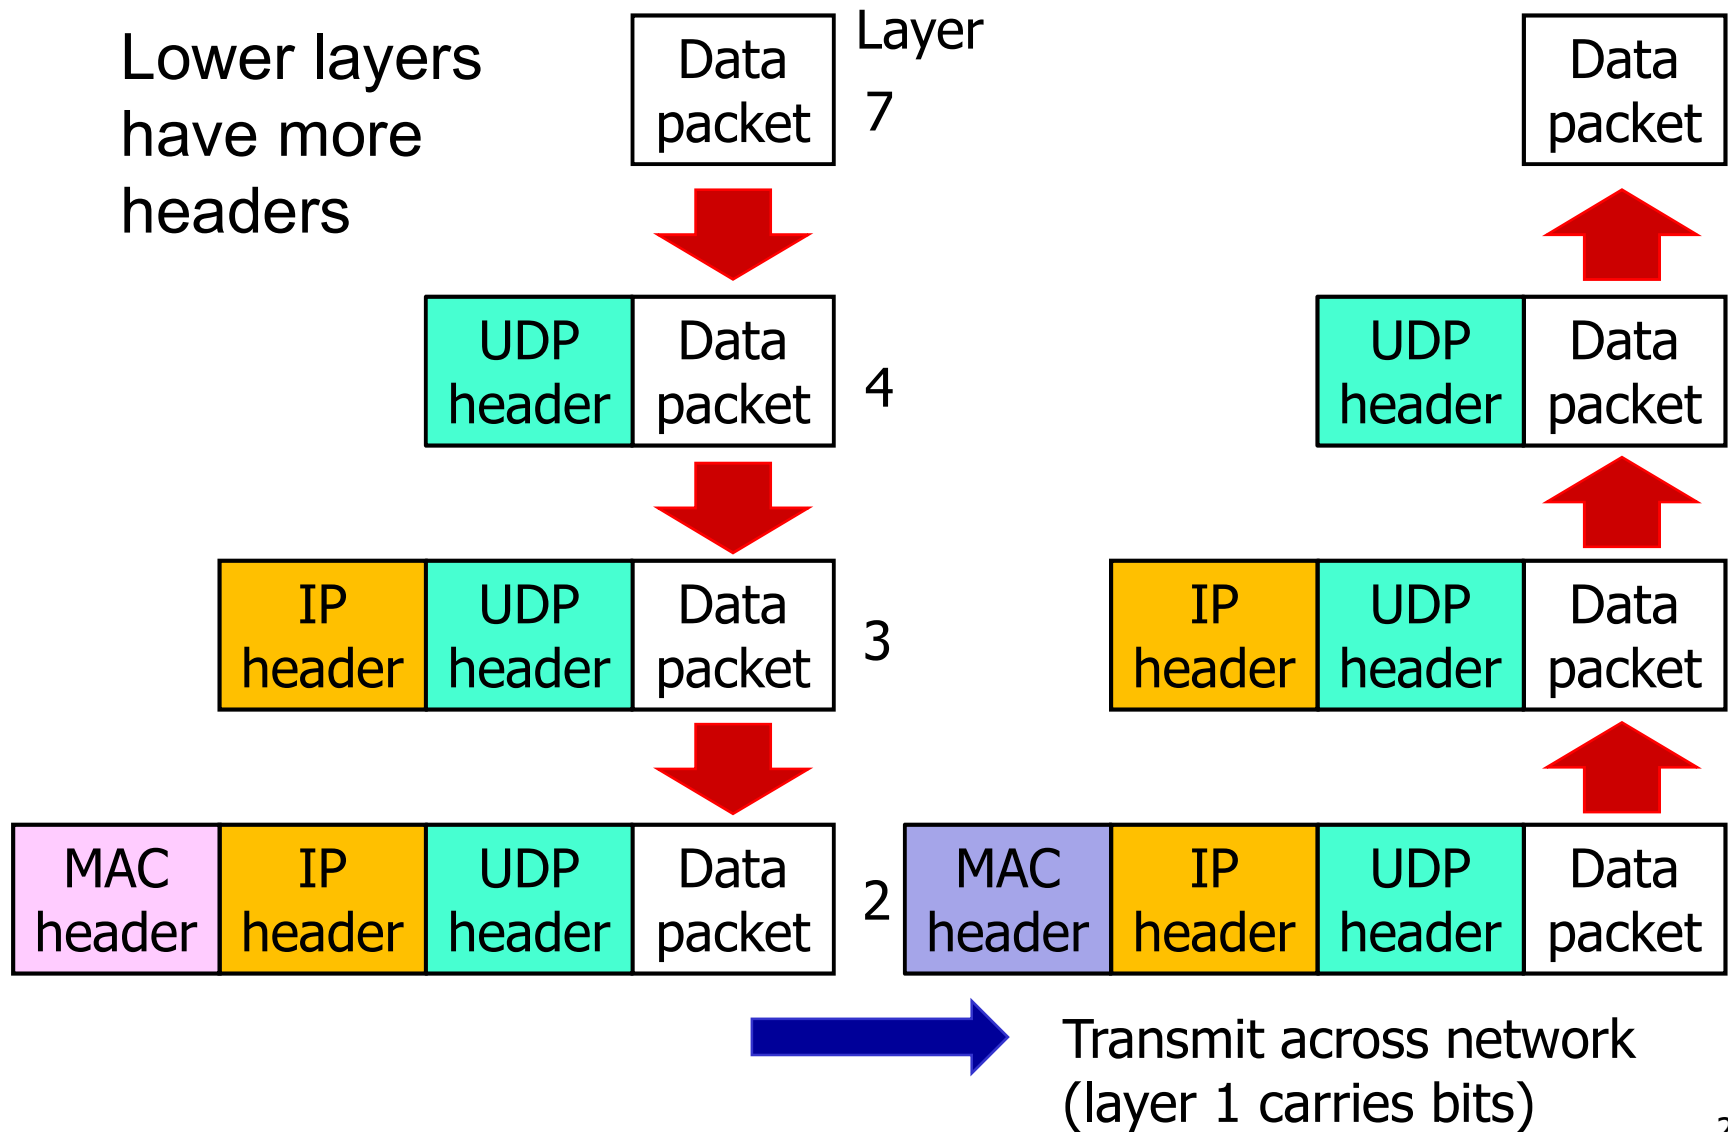 Lower layers
have more
headers
Data
packet
Layer
7
Data
packet
UDP
header
Data
packet
4
UDP
header
Data
packet
IP
header
UDP
header
Data
packet
3
IP
header
UDP
header
Data
packet
MAC
header
IP
header
UDP
header
Data
packet
2
MAC
header
IP
header
UDP
header
Data
packet
Transmit across network
(layer 1 carries bits)